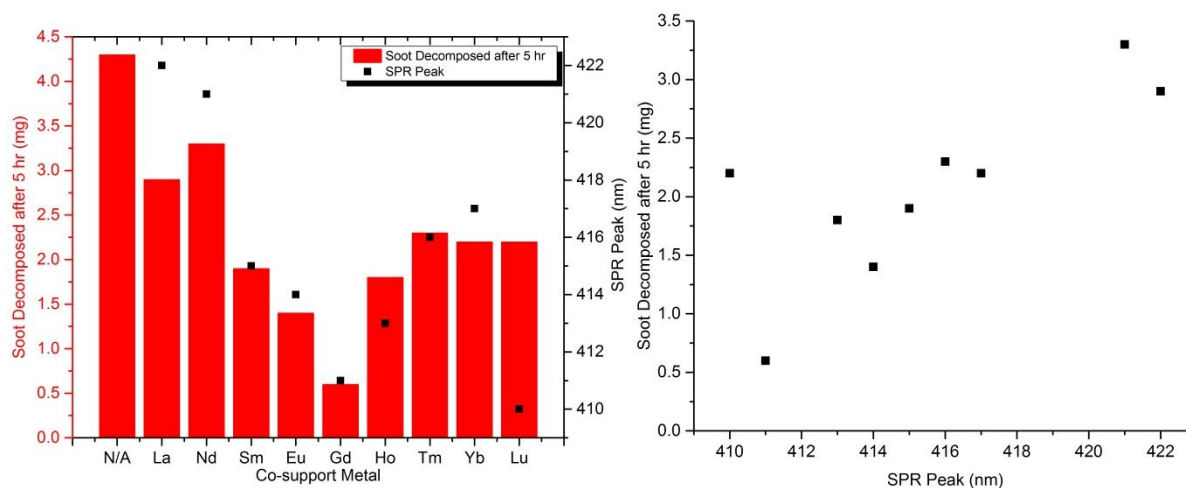 Soot Decomposed after 5 hr
SPR Peak
4.5
4.0
3.5
3.0
2.5
2.0
1.5
1.0
0.5
0.0
Soot Decomposed after 5 hr (mg)
422
420
418
416
414
412
410
SPR Peak (nm)
N/A La Nd Sm Eu Gd Ho Tm Yb Lu
Co-support Metal
3.5
3.0
2.5
2.0
1.5
1.0
0.5
0.0
Soot Decomposed after 5 hr (mg)
410 412 414 416 418 420 422
SPR Peak (nm)